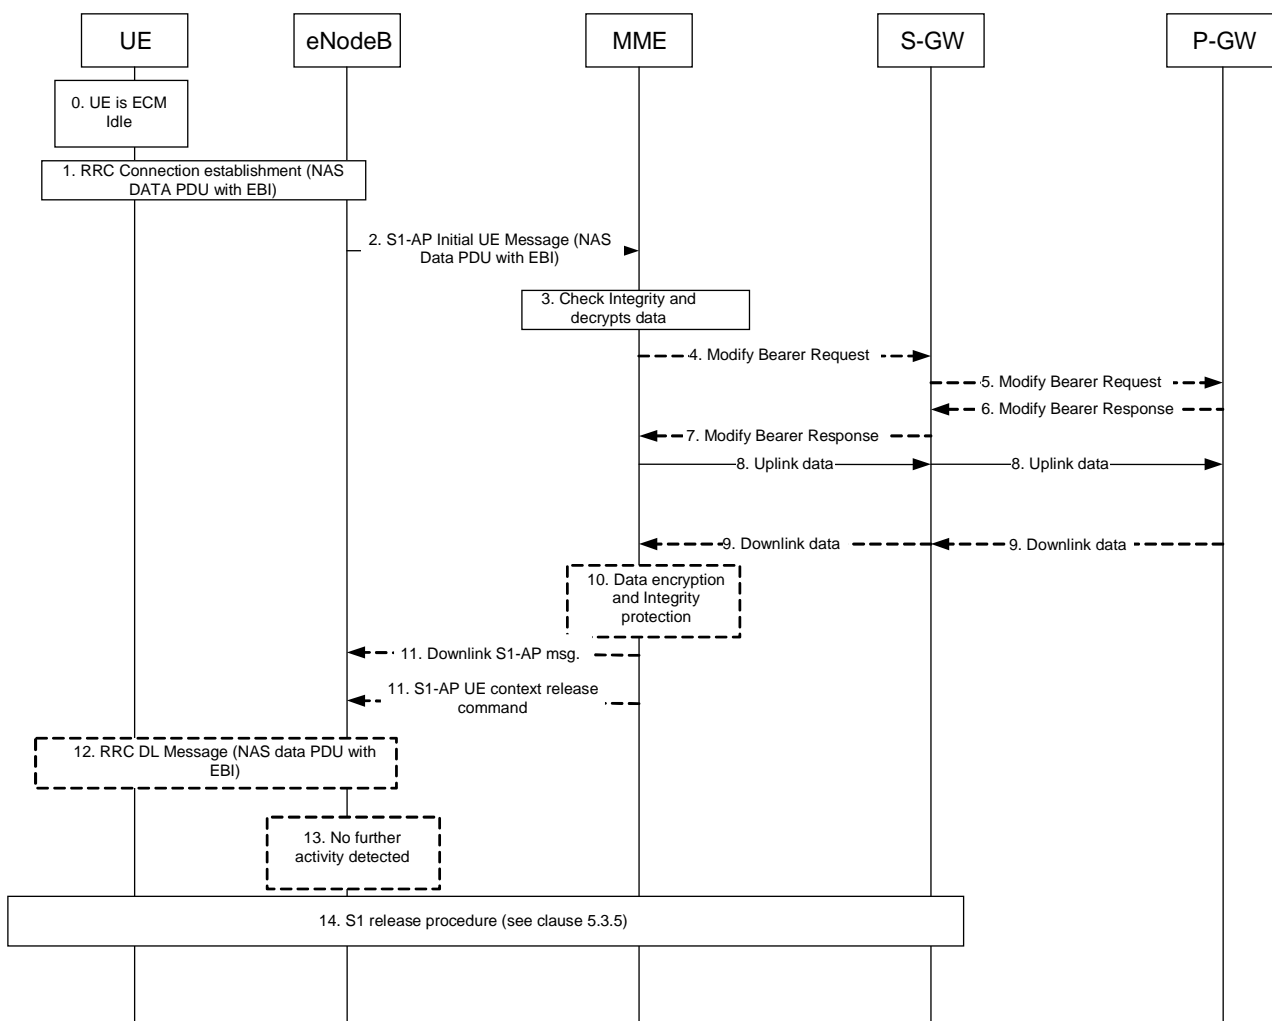 UE
eNodeB
MME
S-GW
P-GW
0. UE is ECM
Idle
1. RRC Connection establishment (NAS
DATA PDU with EBI)
2. S1-AP Initial UE Message (NAS
Data PDU with EBI)
3. Check Integrity and
decrypts data
4. Modify Bearer Request
5. Modify Bearer Request
6. Modify Bearer Response
7. Modify Bearer Response
8. Uplink data
8. Uplink data
9. Downlink data
9. Downlink data
10. Data encryption
and Integrity
protection
11. Downlink S1-AP msg.
11. S1-AP UE context release
command
12. RRC DL Message (NAS data PDU with
EBI)
13. No further
activity detected
14. S1 release procedure (see clause 5.3.5)